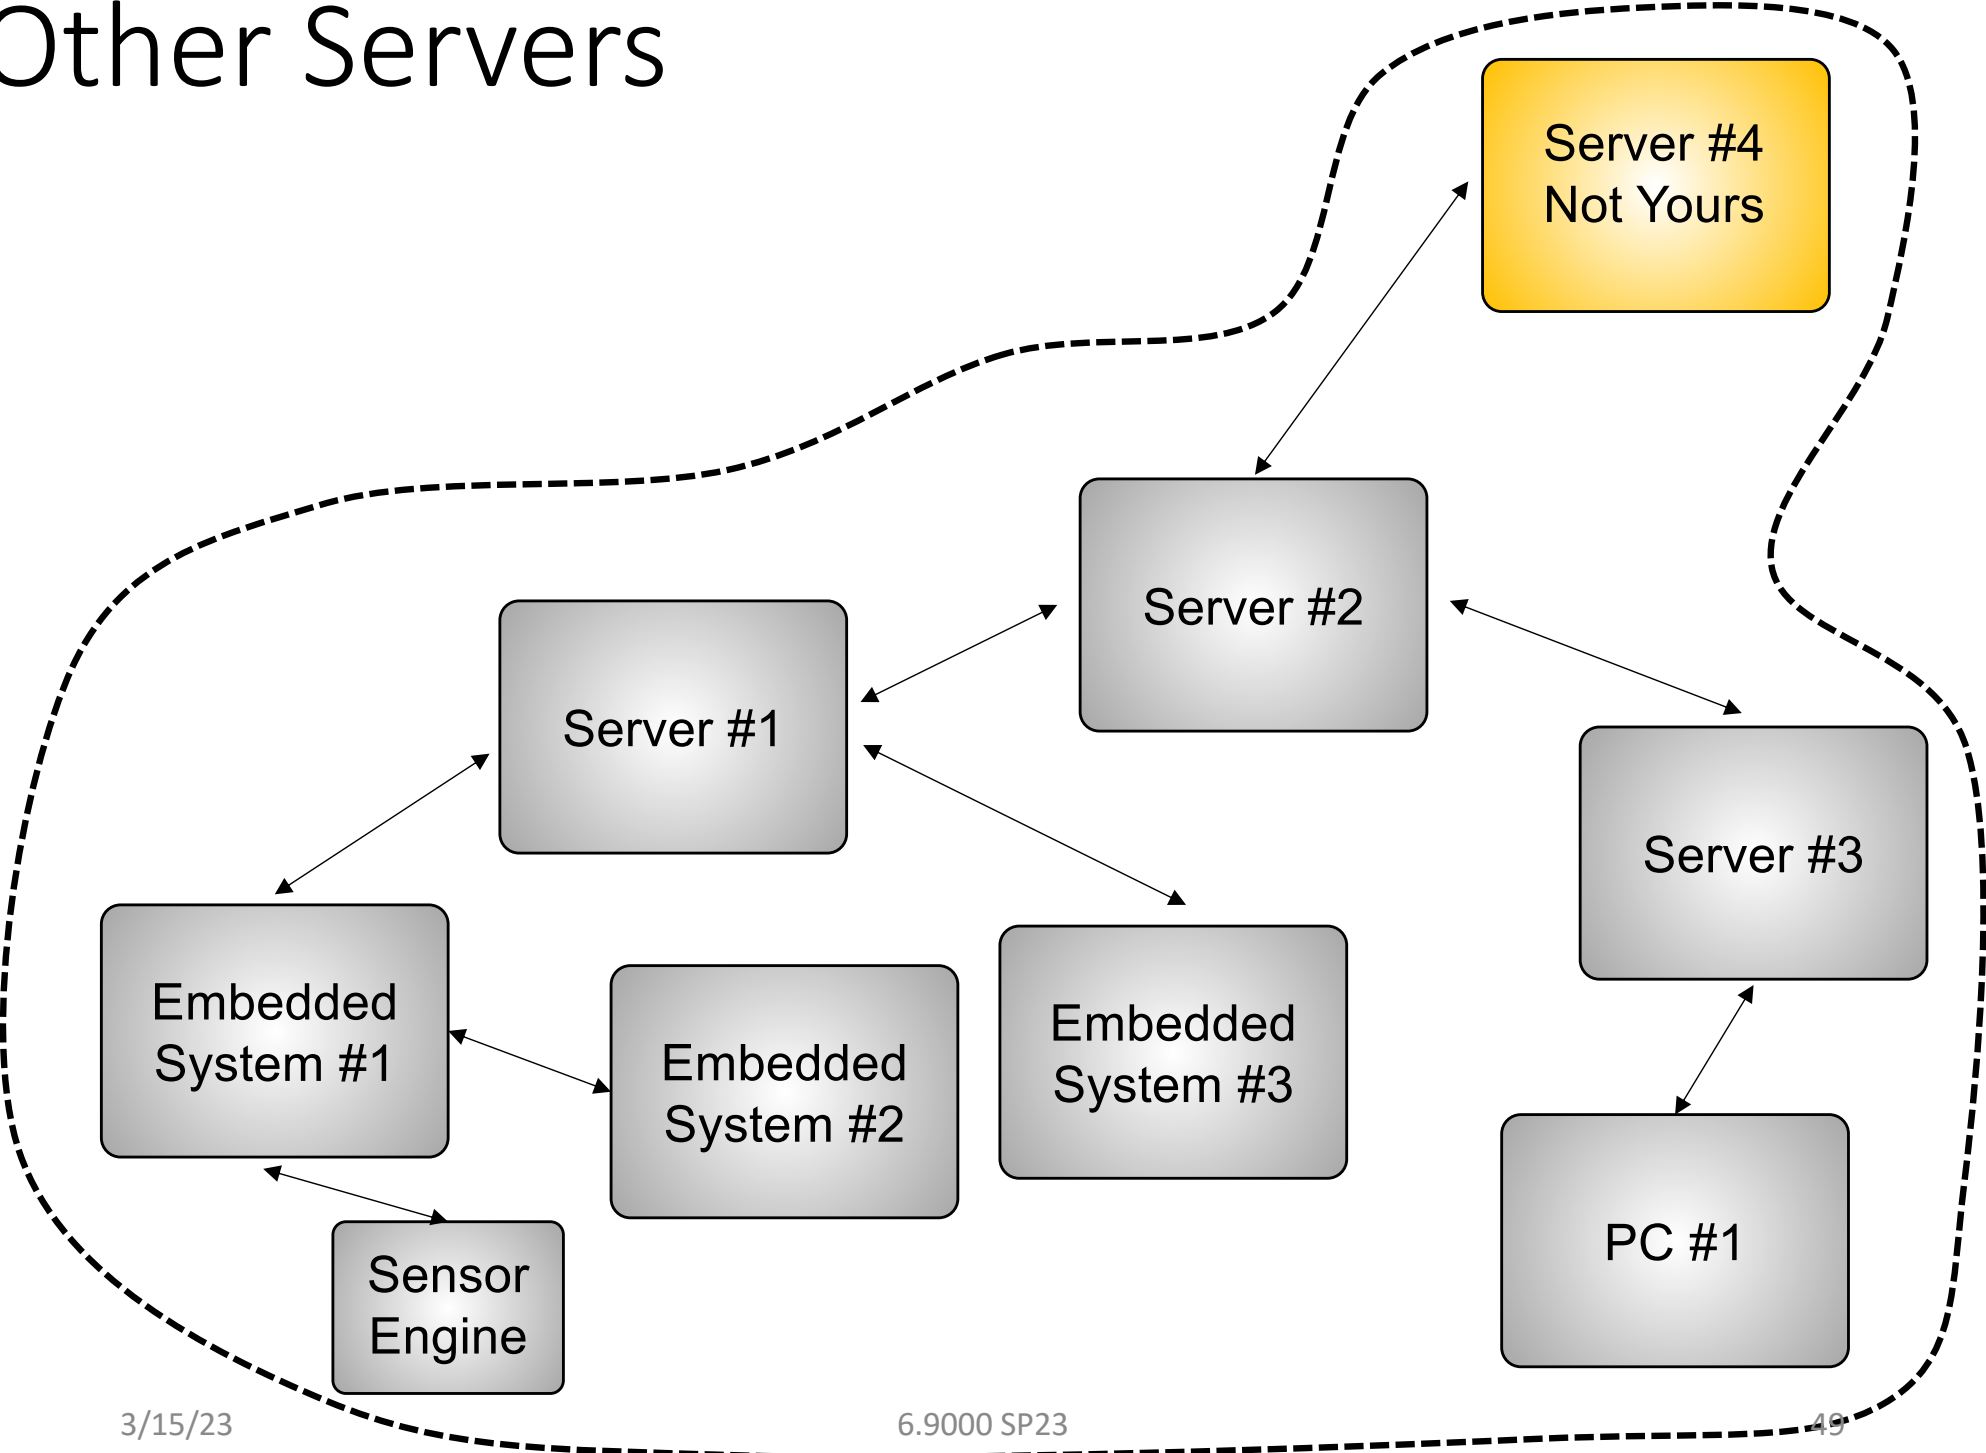 Other Servers
Server #4
Not Yours
Server #2
Server #1
Server #3
Embedded
System #1
Embedded
System #2
Embedded
System #3
PC #1
Sensor
Engine
3/15/23
6.9000 SP23
49